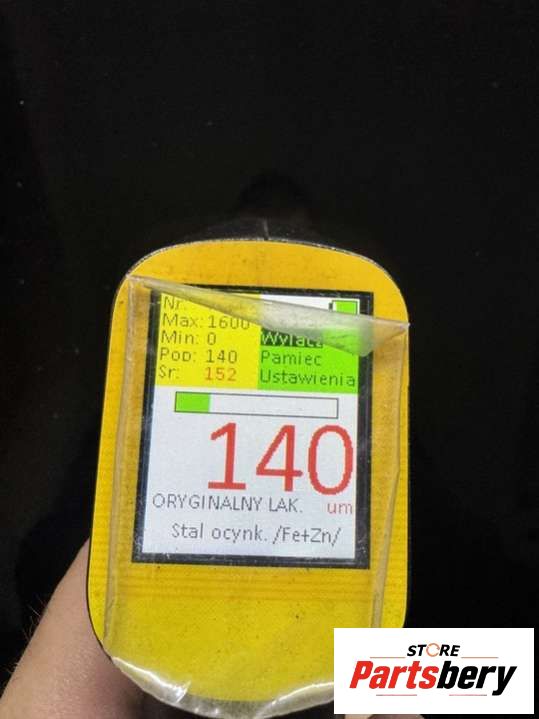 Nr:
Max: 1600
Min: 0
Pop: 140
Sr: 152
Pamiec
Ustawienia
140
ORYGINALNY LAK. um
Stal ocynk. /Fe+Zn/
STORE
Partsbery